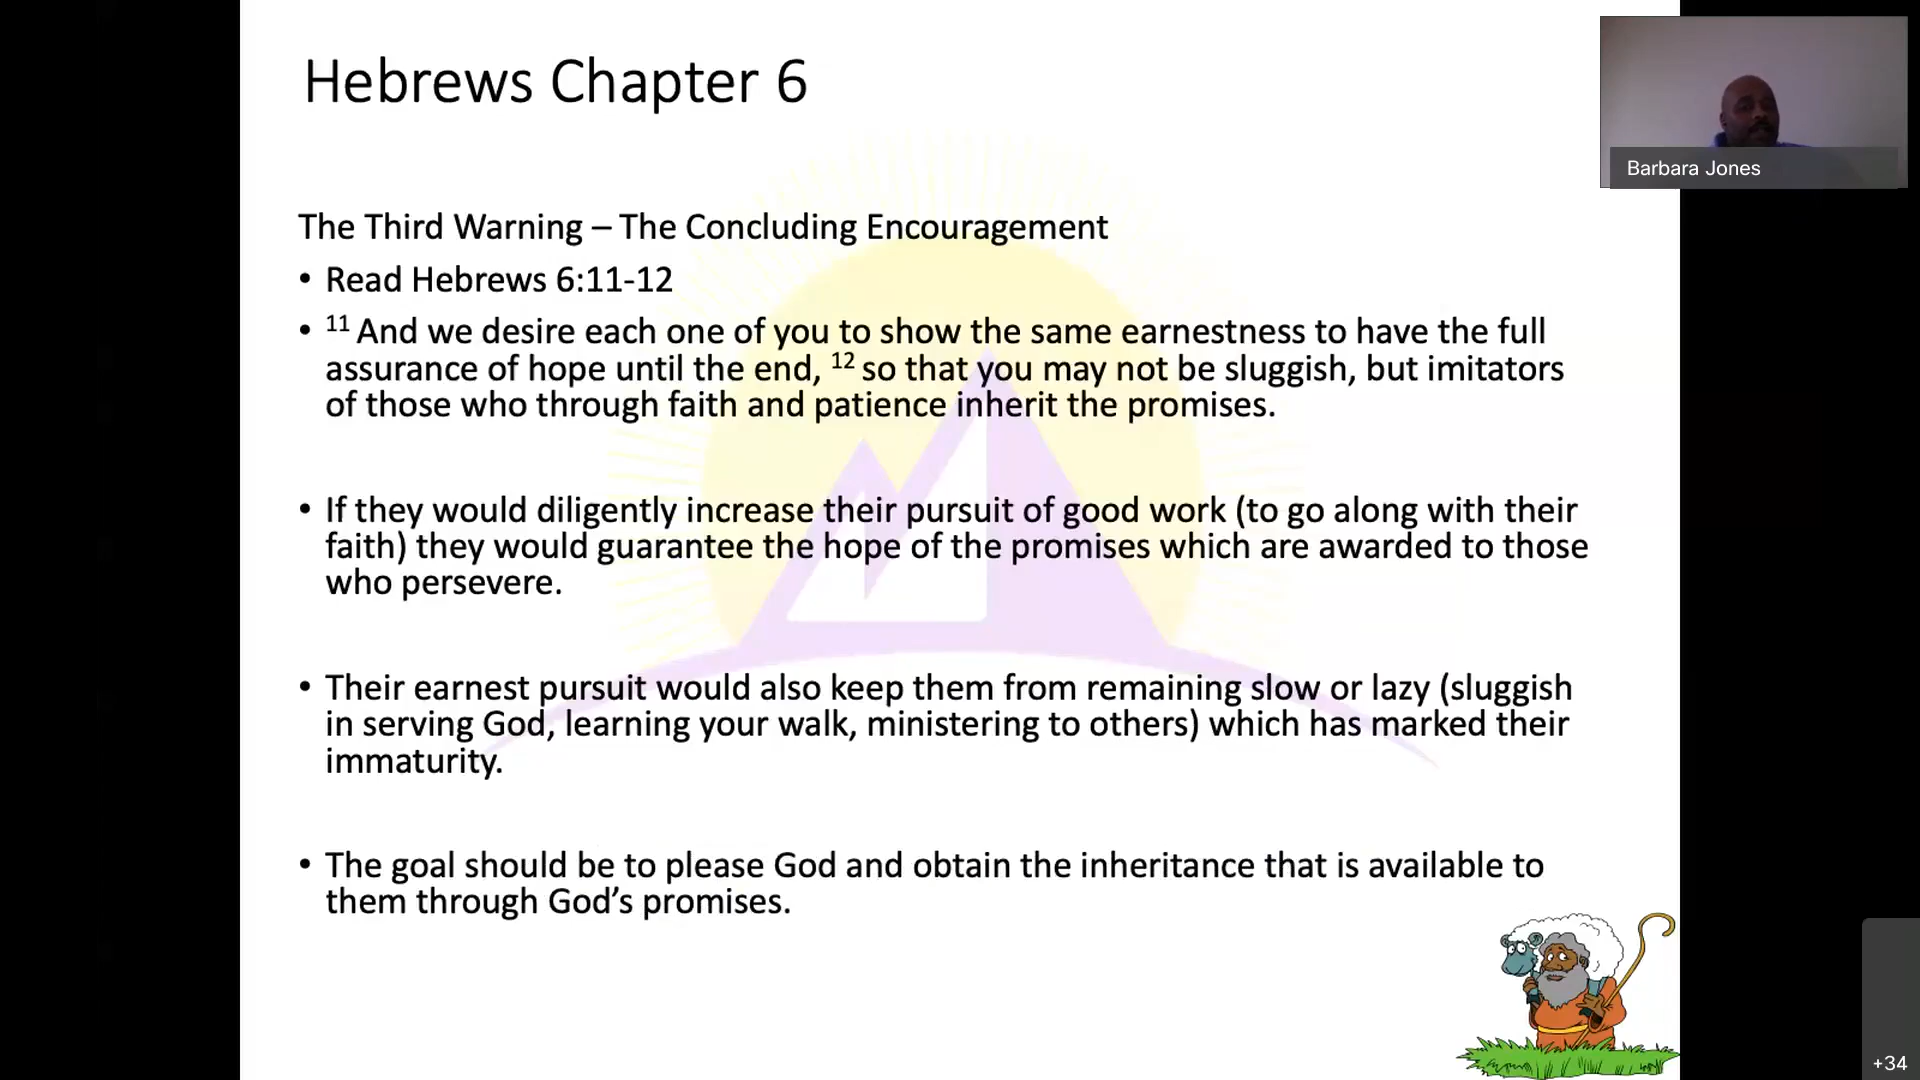 Hebrews Chapter 6
Barbara Jones
The Third Warning – The Concluding Encouragement
• Read Hebrews 6:11-12
• ¹¹ And we desire each one of you to show the same earnestness to have the full
assurance of hope until the end, ¹² so that you may not be sluggish, but imitators
of those who through faith and patience inherit the promises.
• If they would diligently increase their pursuit of good work (to go along with their
faith) they would guarantee the hope of the promises which are awarded to those
who persevere.
• Their earnest pursuit would also keep them from remaining slow or lazy (sluggish
in serving God, learning your walk, ministering to others) which has marked their
immaturity.
• The goal should be to please God and obtain the inheritance that is available to
them through God’s promises.
+34